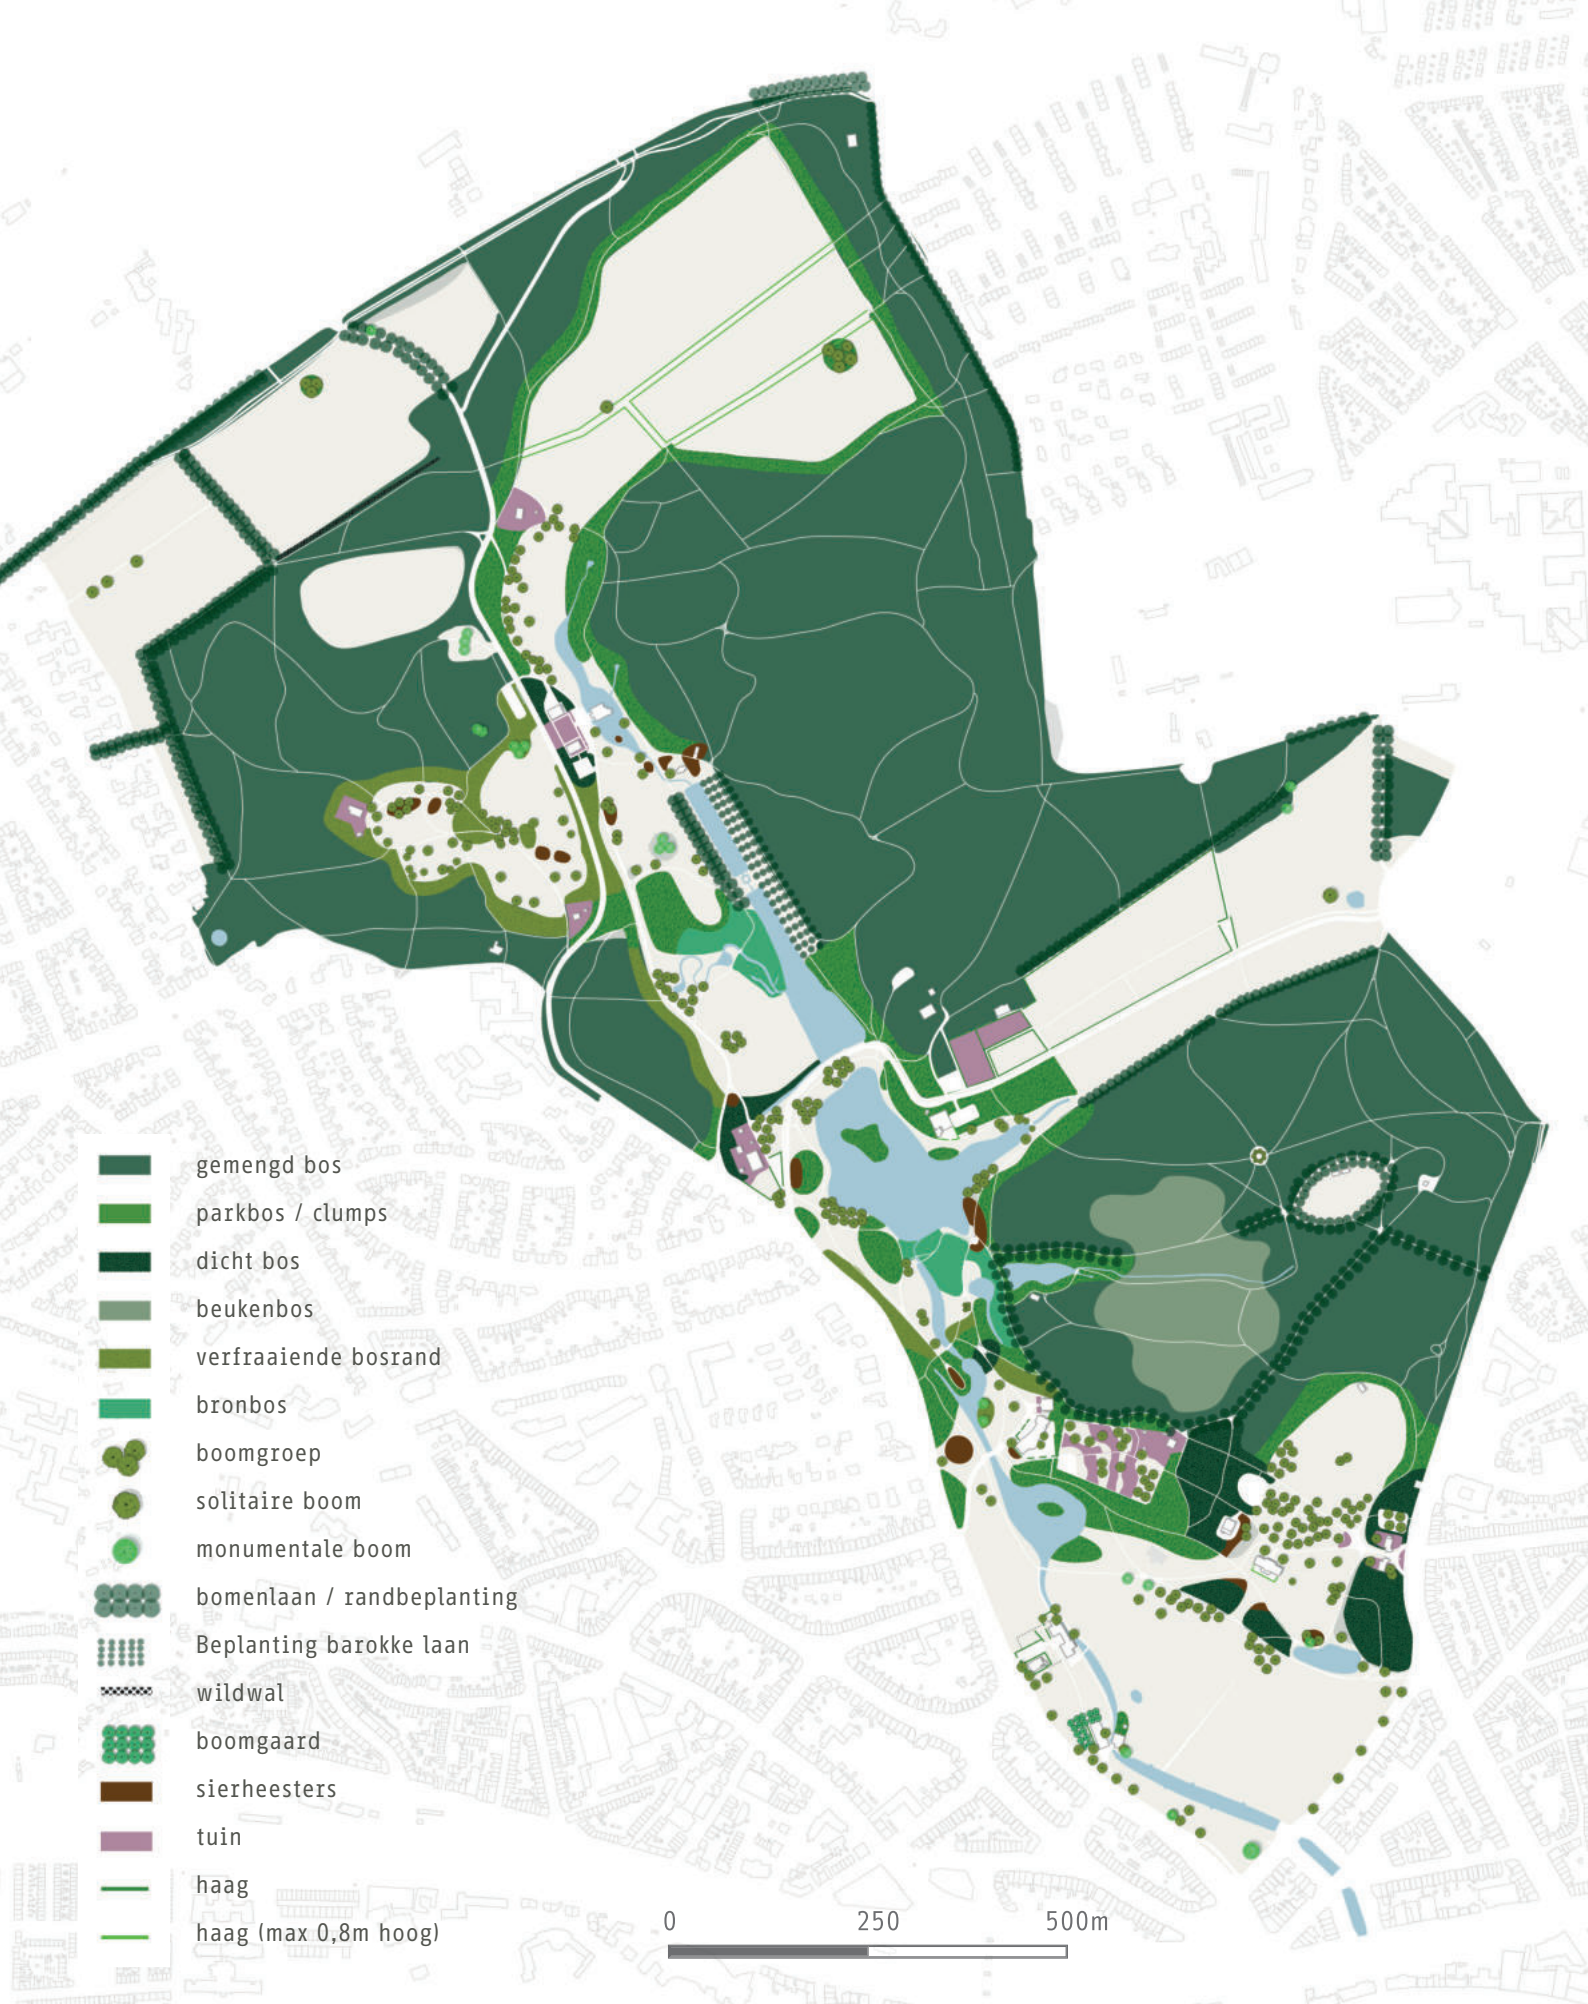 gemengd bos
parkbos / clumps
dicht bos
beukenbos
verfraaiende bosrand
bronbos
boomgroep
solitaire boom
monumentale boom
bomenlaan / randbeplanting
Beplanting barokke laan
wildwal
boomgaard
sierheesters
tuin
haag
haag (max 0,8m hoog)
0 250 500m